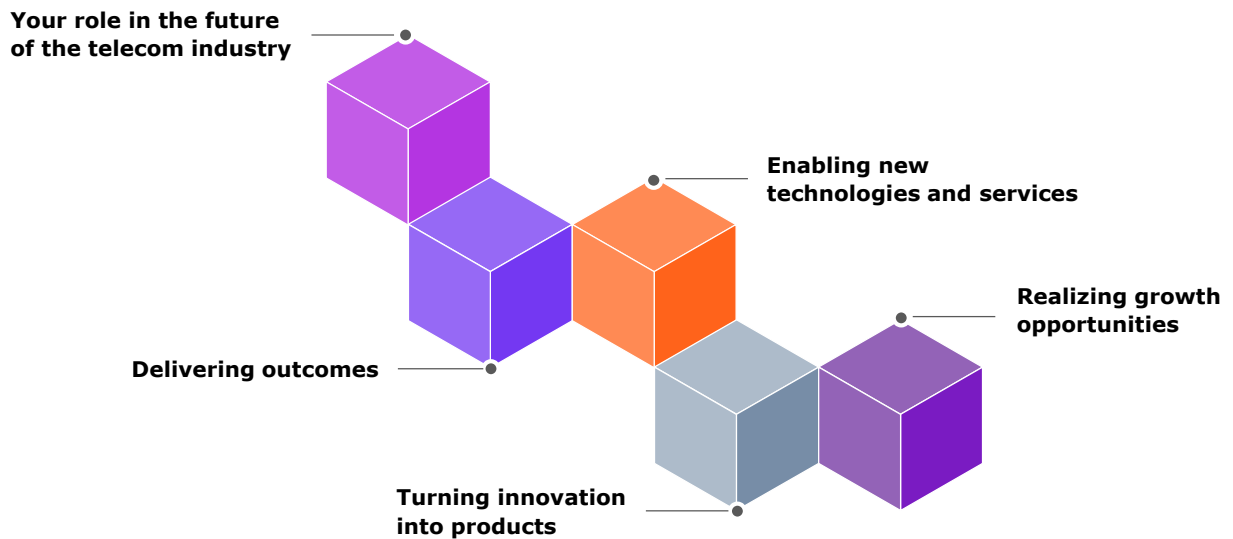 Your role in the future
of the telecom industry
Enabling new
technologies and services
Realizing growth
opportunities
Delivering outcomes
Turning innovation
into products